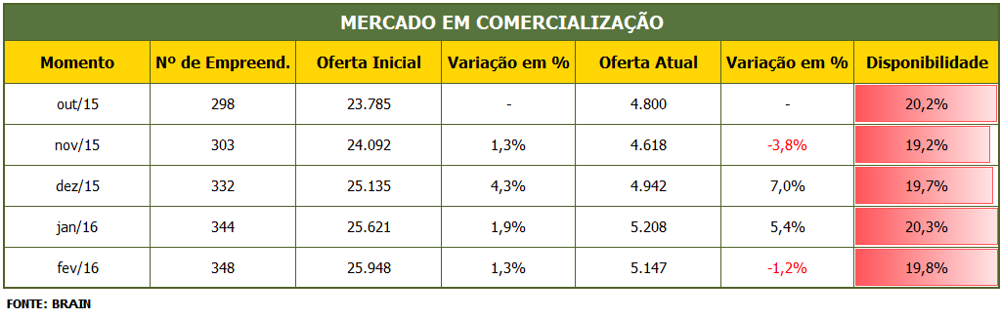 MERCADO EM COMERCIALIZAÇÃO
Momento Nº de Empreend. Oferta Inicial Variação em % Oferta Atual Variação em % Disponibilidade
out/15 298 23.785 - 4.800 - 20,2%
nov/15 303 24.092 1,3% 4.618 -3,8% 19,2%
dez/15 332 25.135 4,3% 4.942 7,0% 19,7%
jan/16 344 25.621 1,9% 5.208 5,4% 20,3%
fev/16 348 25.948 1,3% 5.147 -1,2% 19,8%
FONTE: BRAIN